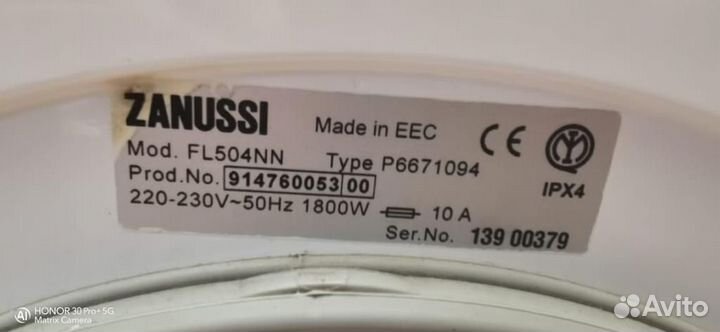 ZANUSSI
Made in EEC
CE
IPX4
Mod. FL504NN Type P6671094
Prod.No. 914760053 00
220-230V~50Hz 1800W 10 A
Ser.No. 139 00379
HONOR 30 Pro+ 5G
Matrix Camera
Avito